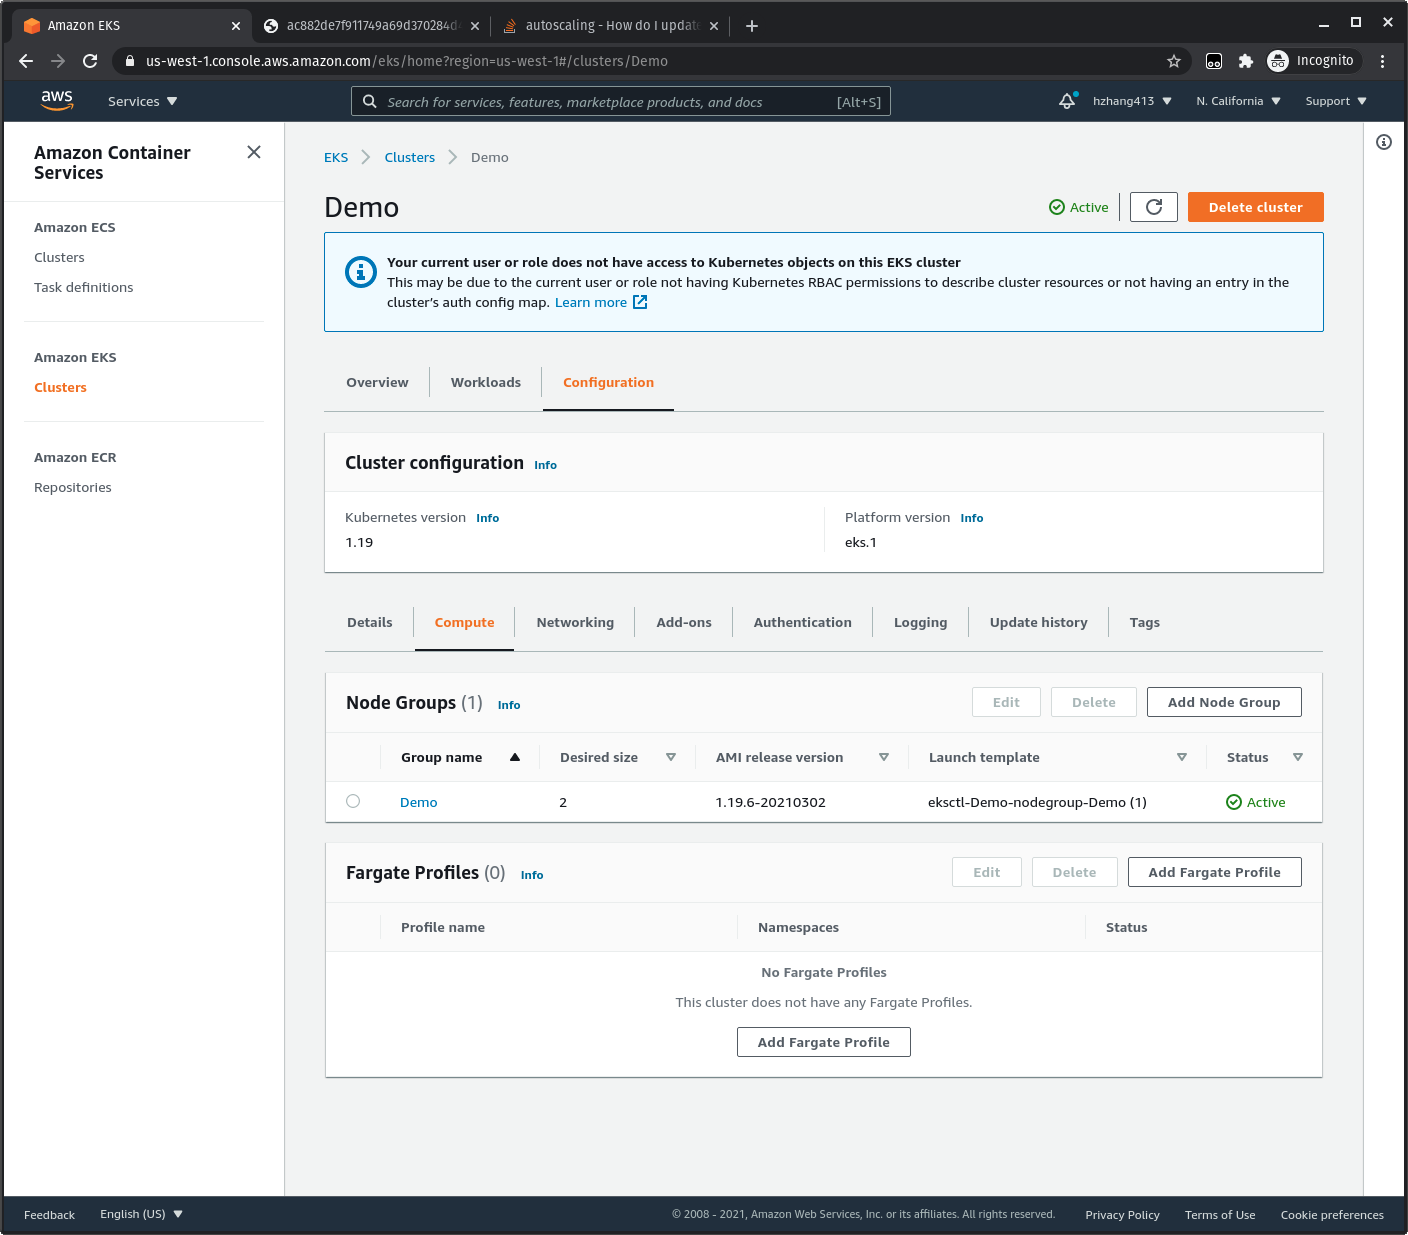 Amazon EKS
ac882de7f911749a69d370284d
autoscaling - How do I updat
us-west-1.console.aws.amazon.com/eks/home?region=us-west-1#/clusters/Demo
Incognito
aws
Services
Search for services, features, marketplace products, and docs
[Alt+S]
hzhang413
N. California
Support
Amazon Container
Services
Amazon ECS
Clusters
Task definitions
Amazon EKS
Clusters
Amazon ECR
Repositories
EKS
Clusters
Demo
Demo
Active
Delete cluster
Your current user or role does not have access to Kubernetes objects on this EKS cluster
This may be due to the current user or role not having Kubernetes RBAC permissions to describe cluster resources or not having an entry in the
cluster’s auth config map. Learn more
Overview
Workloads
Configuration
Cluster configuration Info
Kubernetes version Info
1.19
Platform version Info
eks.1
Details
Compute
Networking
Add-ons
Authentication
Logging
Update history
Tags
Node Groups (1) Info
Edit
Delete
Add Node Group
Group name
Desired size
AMI release version
Launch template
Status
Demo
2
1.19.6-20210302
eksctl-Demo-nodegroup-Demo (1)
Active
Fargate Profiles (0) Info
Edit
Delete
Add Fargate Profile
Profile name
Namespaces
Status
No Fargate Profiles
This cluster does not have any Fargate Profiles.
Add Fargate Profile
Feedback
English (US)
© 2008 - 2021, Amazon Web Services, Inc. or its affiliates. All rights reserved.
Privacy Policy
Terms of Use
Cookie preferences